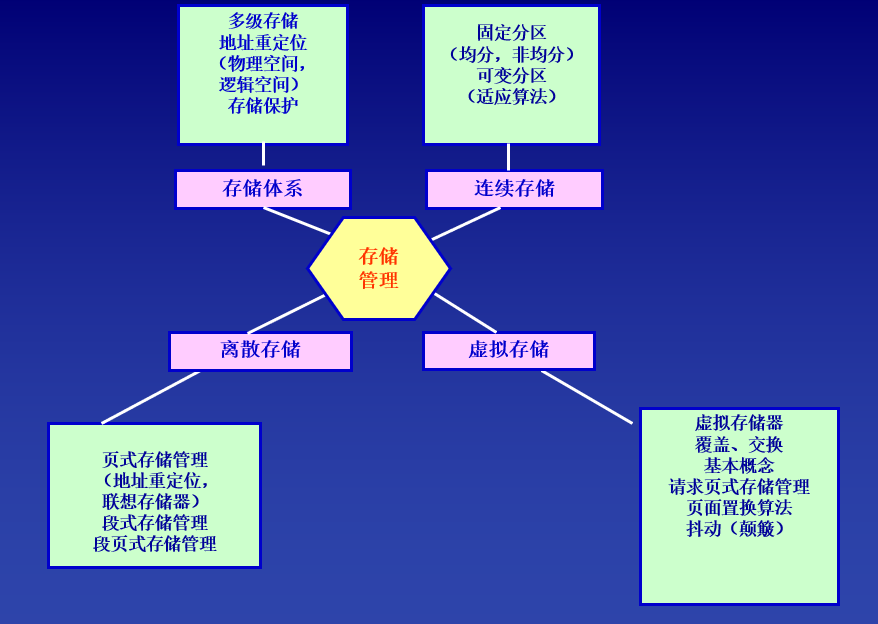 多级存储
地址重定位
（物理空间，
逻辑空间）
存储保护
固定分区
（均分，非均分）
可变分区
（适应算法）
存储体系
连续存储
存储
管理
离散存储
虚拟存储
页式存储管理
（地址重定位，
联想存储器）
段式存储管理
段页式存储管理
虚拟存储器
覆盖、交换
基本概念
请求页式存储管理
页面置换算法
抖动（颠簸）